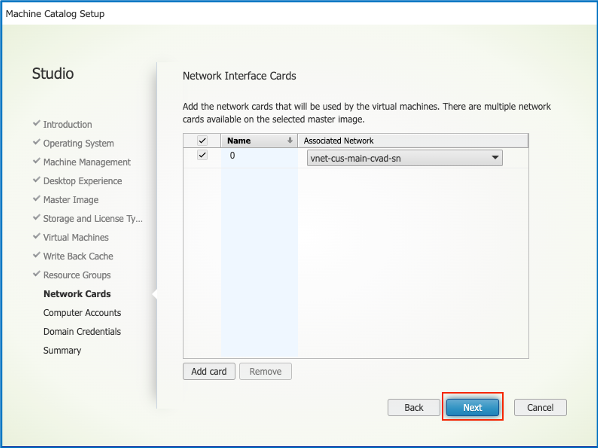 Machine Catalog Setup
Studio
Introduction
Operating System
Machine Management
Desktop Experience
Master Image
Storage and License Ty...
Virtual Machines
Write Back Cache
Resource Groups
Network Cards
Computer Accounts
Domain Credentials
Summary
Network Interface Cards
Add the network cards that will be used by the virtual machines. There are multiple network
cards available on the selected master image.
Name Associated Network
0 vnet-cus-main-cvad-sn
Add card Remove
Back Next Cancel